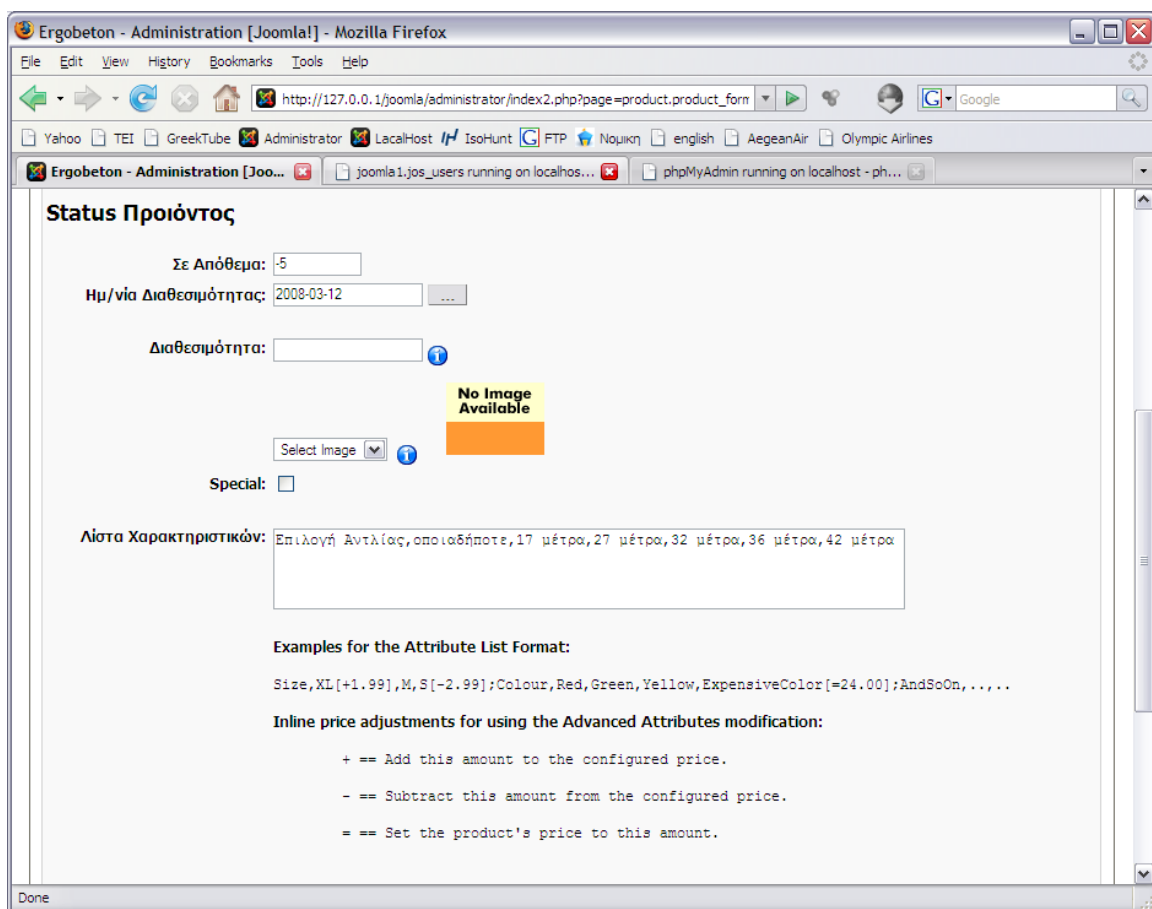 Ergobeton - Administration [Joomla!] - Mozilla Firefox
File Edit View History Bookmarks Tools Help
http://127.0.0.1/joomla/administrator/index2.php?page=product.product_form
G Google
Yahoo TEI GreekTube Administrator LacalHost IsoHunt FTP Νομικη english AegeanAir Olympic Airlines
Ergobeton - Administration [Joo... joomla1.jos_users running on localhos... phpMyAdmin running on localhost - ph...
Status Προιόντος
Σε Απόθεμα: -5
Ημ/νία Διαθεσιμότητας: 2008-03-12 ...
Διαθεσιμότητα:
No Image
Available
Select Image
Special:
Λίστα Χαρακτηριστικών: Επιλογή Αντλίας,οποιαδήποτε,17 μέτρα,27 μέτρα,32 μέτρα,36 μέτρα,42 μέτρα
Examples for the Attribute List Format:
Size,XL[+1.99],M,S[-2.99];Colour,Red,Green,Yellow,ExpensiveColor[=24.00];AndSoOn,..,..
Inline price adjustments for using the Advanced Attributes modification:
+ == Add this amount to the configured price.
- == Subtract this amount from the configured price.
= == Set the product's price to this amount.
Done